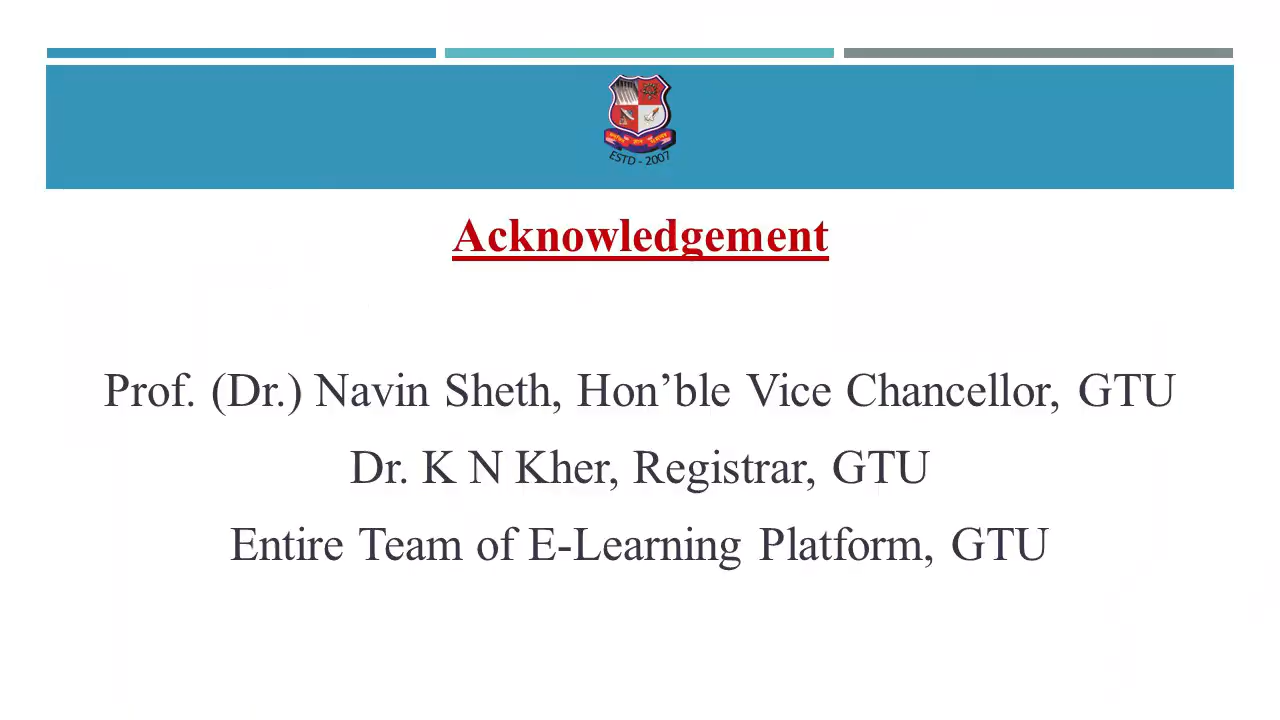 ESTD - 2007
Acknowledgement
Prof. (Dr.) Navin Sheth, Hon’ble Vice Chancellor, GTU
Dr. K N Kher, Registrar, GTU
Entire Team of E-Learning Platform, GTU